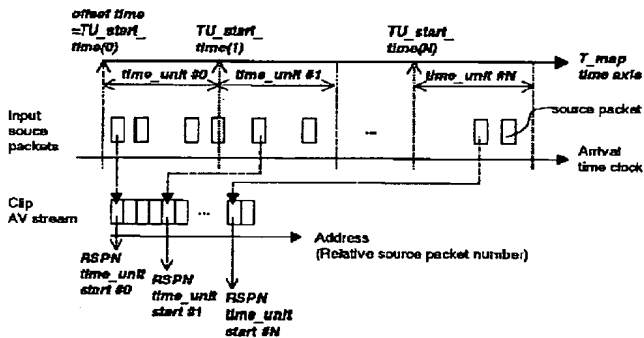 offset time
=TU_start_
time(0)
TU_start_
time(1)
TU_start_
time(N)
T_map
time axis
time_unit #0
time_unit #1
time_unit #N
Input
souce
packets
...
source packet
Arrival
time clock
Clip
AV stream
...
Address
(Relative source packet number)
RSPN
time_unit
start #0
RSPN
time_unit
start #1
RSPN
time_unit
start #N